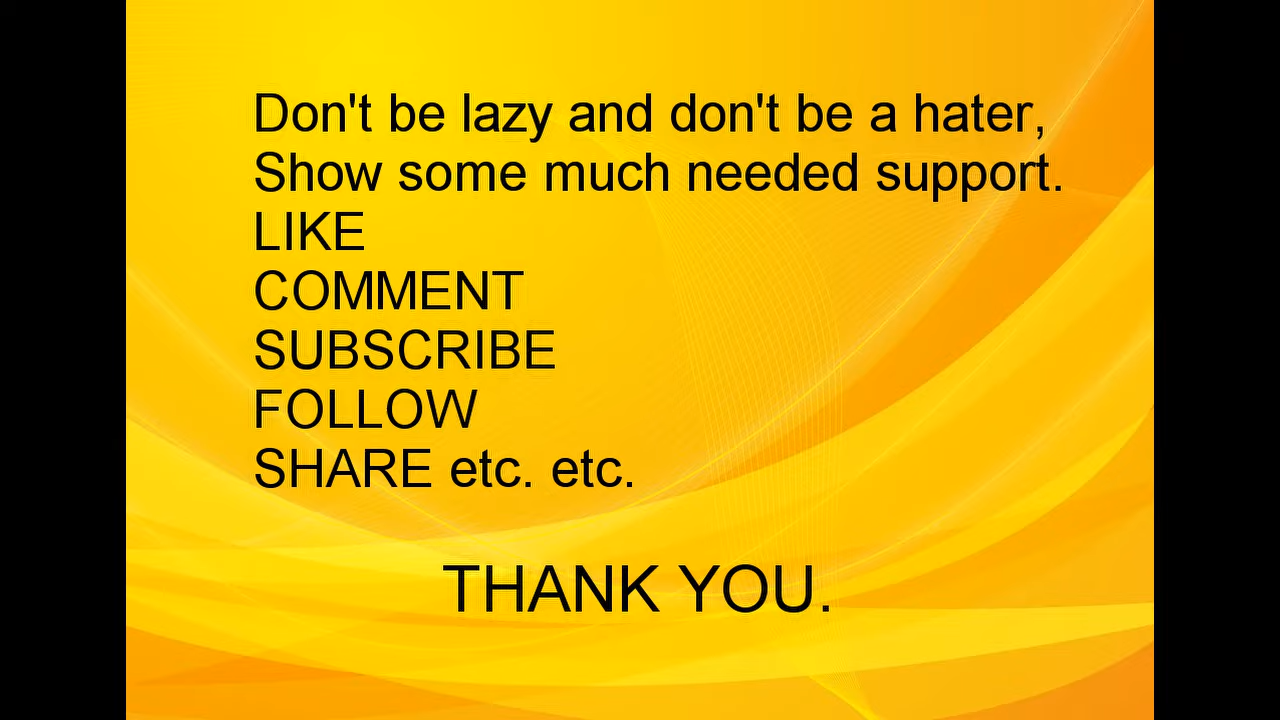 Don't be lazy and don't be a hater,
Show some much needed support.
LIKE
COMMENT
SUBSCRIBE
FOLLOW
SHARE etc. etc.
THANK YOU.